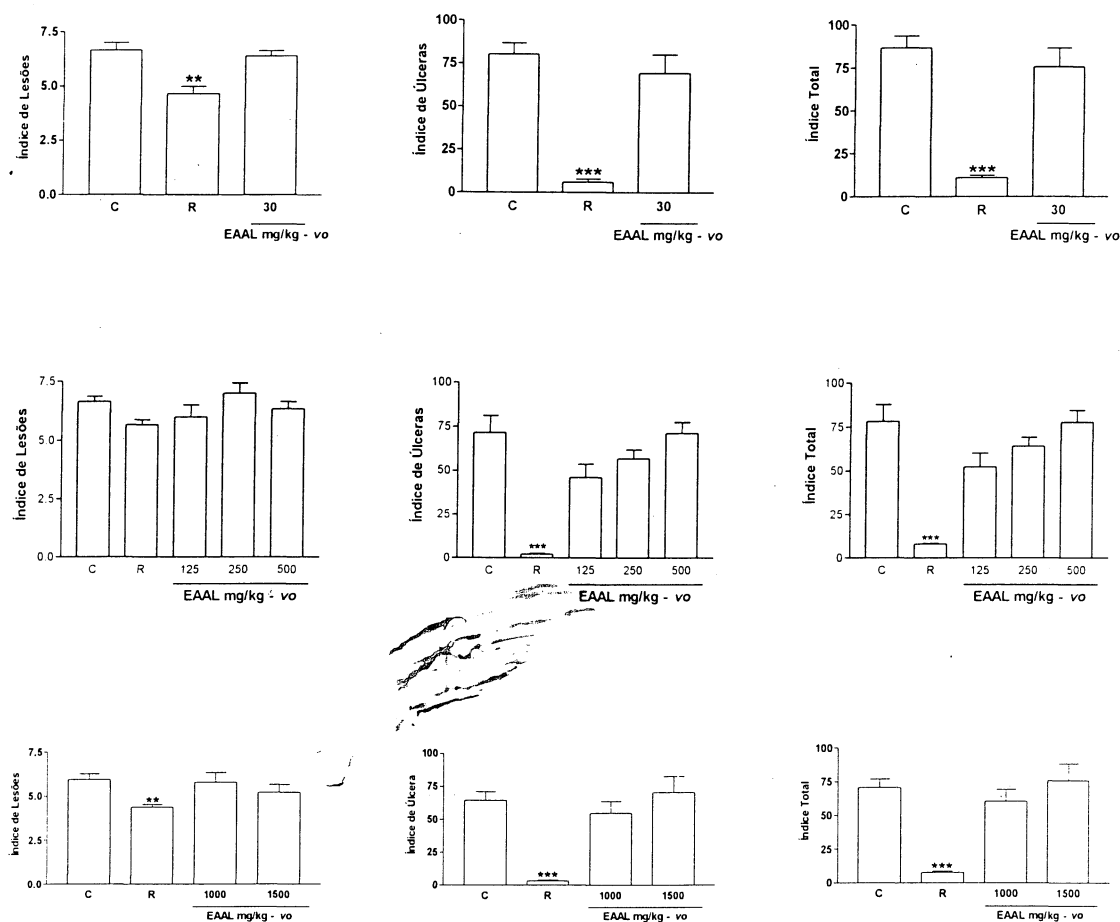 Índice de Lesões
7.5
5.0
2.5
0.0
**
C R 30
EAAL mg/kg - vo
Índice de Úlceras
100
75
50
25
0
***
C R 30
EAAL mg/kg - vo
Índice Total
100
75
50
25
0
***
C R 30
EAAL mg/kg - vo
Índice de Lesões
7.5
5.0
2.5
0.0
C R 125 250 500
EAAL mg/kg - vo
Índice de Úlceras
100
75
50
25
0
***
C R 125 250 500
EAAL mg/kg - vo
Índice Total
100
75
50
25
0
***
C R 125 250 500
EAAL mg/kg - vo
Índice de Lesões
7.5
5.0
2.5
0.0
**
C R 1000 1500
EAAL mg/kg - vo
Índice de Úlcera
100
75
50
25
0
***
C R 1000 1500
EAAL mg/kg - vo
Índice Total
100
75
50
25
0
***
C R 1000 1500
EAAL mg/kg - vo